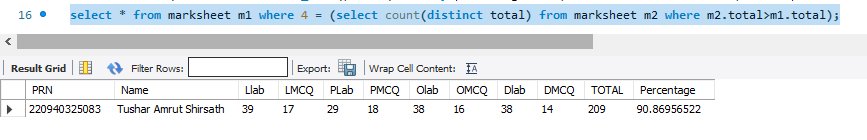 16 select * from marksheet m1 where 4 = (select count(distinct total) from marksheet m2 where m2.total>m1.total);
Result Grid Filter Rows: Export: Wrap Cell Content:
PRN Name Llab LMCQ PLab PMCQ Olab OMCQ Dlab DMCQ TOTAL Percentage
220940325083 Tushar Amrut Shirsath 39 17 29 18 38 16 38 14 209 90.86956522